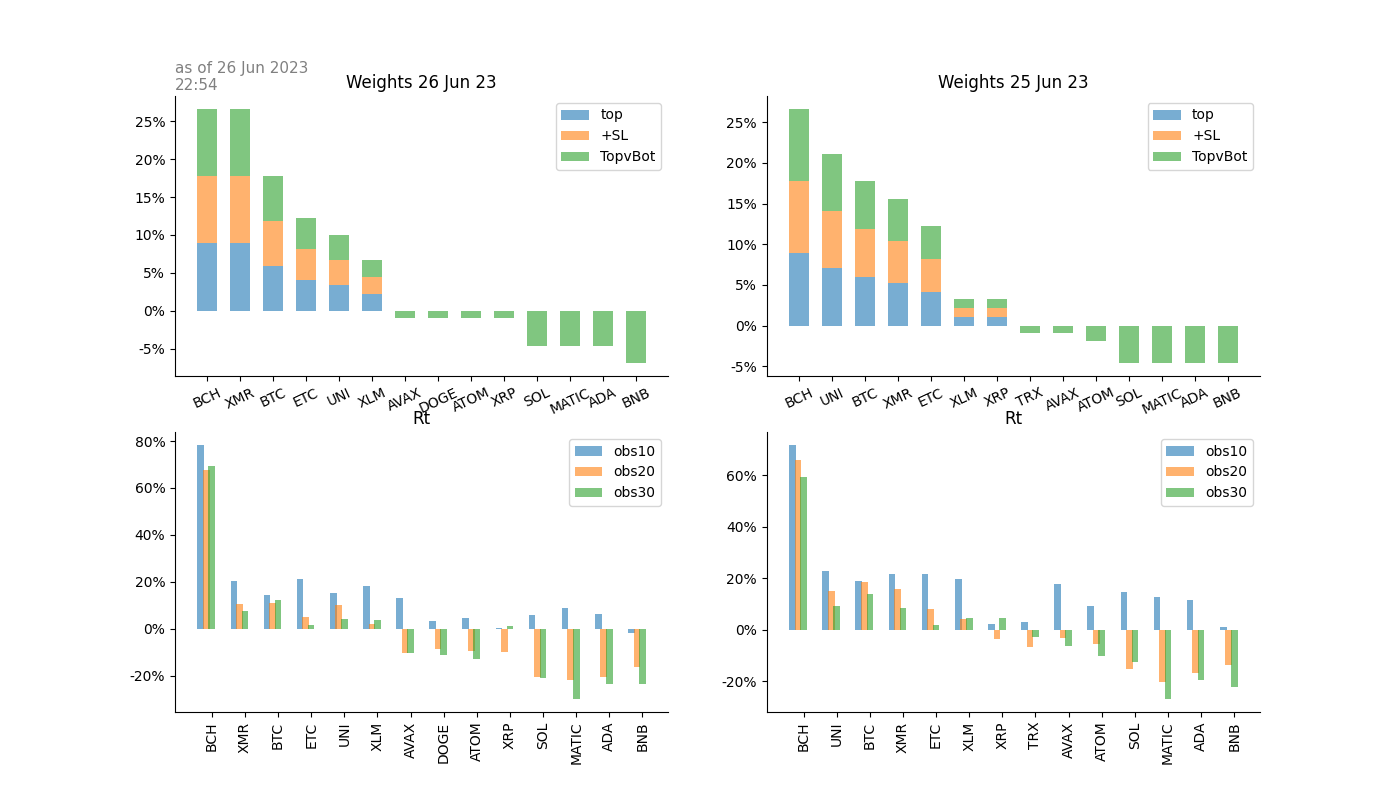 as of 26 Jun 2023
22:54
Weights 26 Jun 23
top
+SL
TopvBot
25%
20%
15%
10%
5%
0%
-5%
BCH XMR BTC ETC UNI XLM AVAX DOGE ATOM XRP SOL MATIC ADA BNB
Weights 25 Jun 23
top
+SL
TopvBot
25%
20%
15%
10%
5%
0%
-5%
BCH UNI BTC XMR ETC XLM XRP TRX AVAX ATOM SOL MATIC ADA BNB
Rt
obs10
obs20
obs30
80%
60%
40%
20%
0%
-20%
BCH XMR BTC ETC UNI XLM AVAX DOGE ATOM XRP SOL MATIC ADA BNB
Rt
obs10
obs20
obs30
60%
40%
20%
0%
-20%
BCH UNI BTC XMR ETC XLM XRP TRX AVAX ATOM SOL MATIC ADA BNB